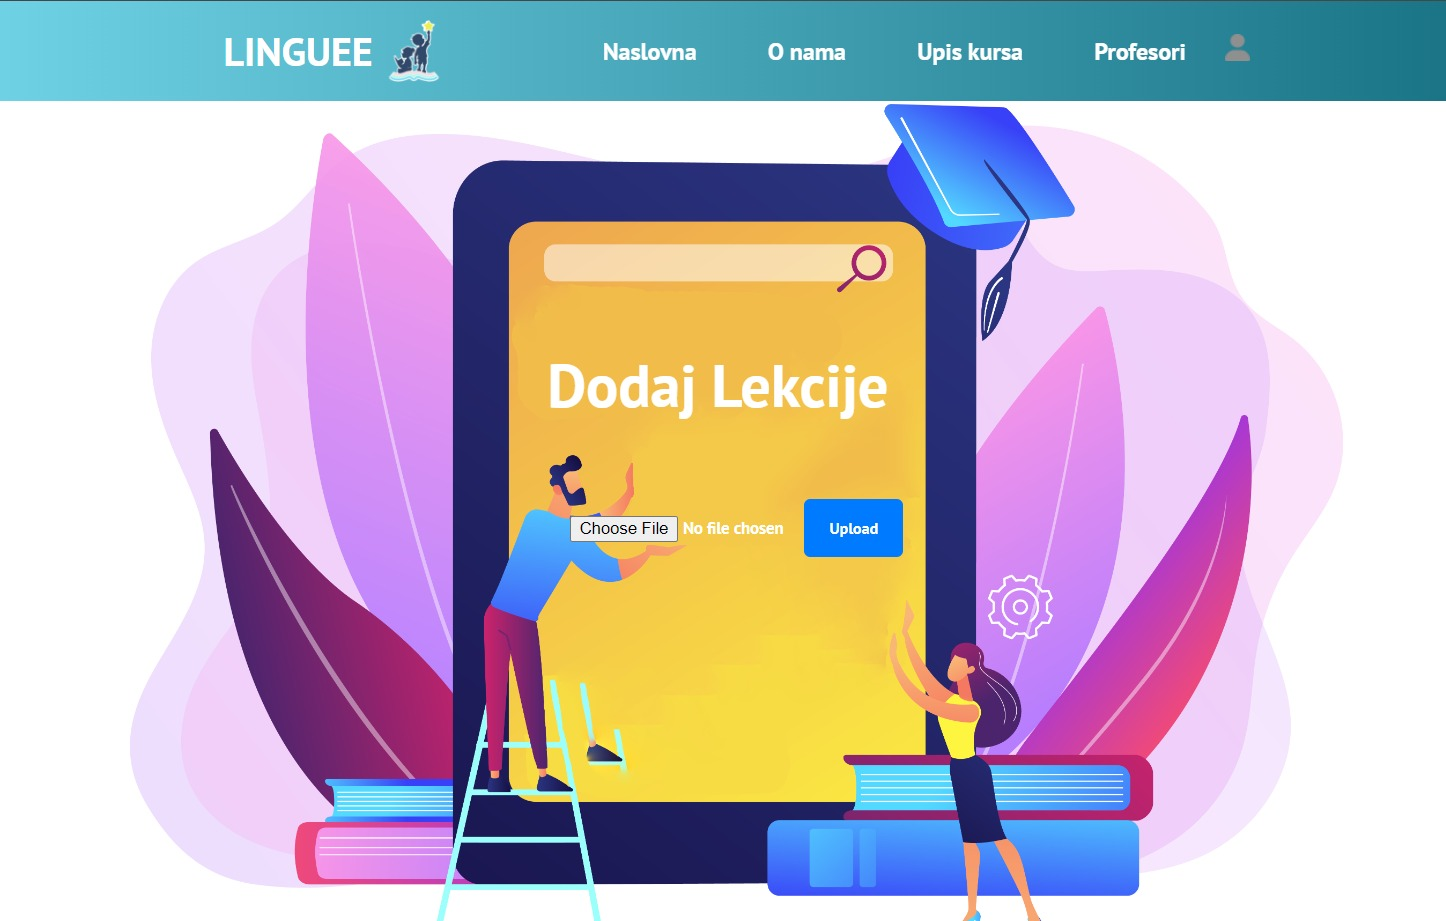 LINGUEE Naslovna O nama Upis kursa Profesori
Dodaj Lekcije
Choose File No file chosen Upload